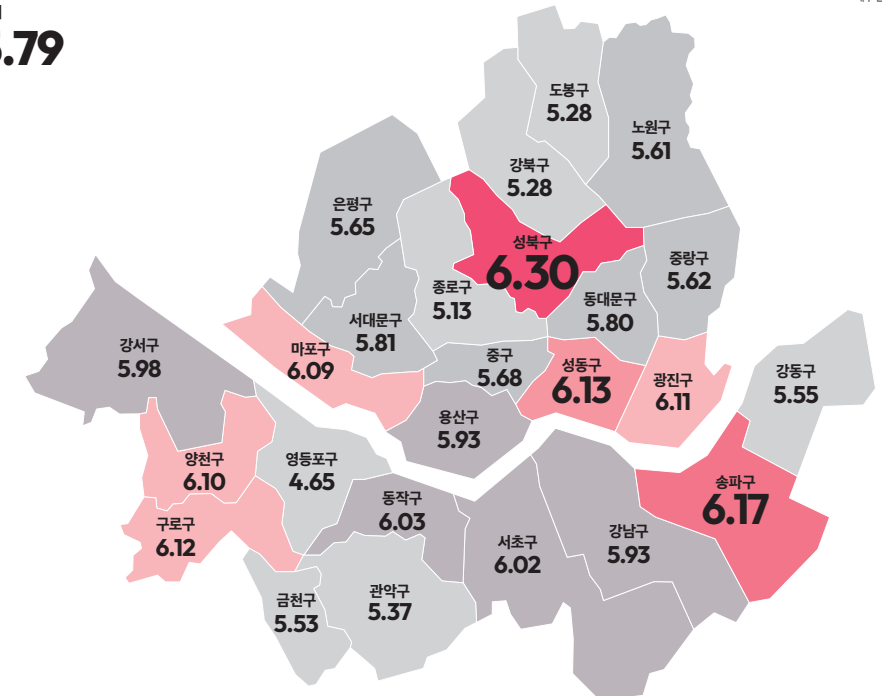 .79
도봉구
5.28
노원구
5.61
강북구
5.28
은평구
5.65
성북구
6.30
중랑구
5.62
종로구
5.13
동대문구
5.80
서대문구
5.81
강서구
5.98
마포구
6.09
중구
5.68
성동구
6.13
광진구
6.11
강동구
5.55
용산구
5.93
양천구
6.10
영등포구
4.65
송파구
6.17
동작구
6.03
구로구
6.12
서초구
6.02
강남구
5.93
금천구
5.53
관악구
5.37